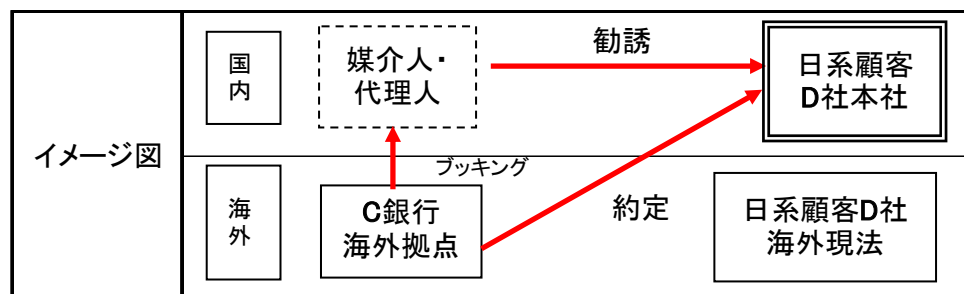 イメージ図
国
内
媒介人・
代理人
勧誘
日系顧客
D社本社
ブッキング
海
外
C銀行
海外拠点
約定
日系顧客D社
海外現法